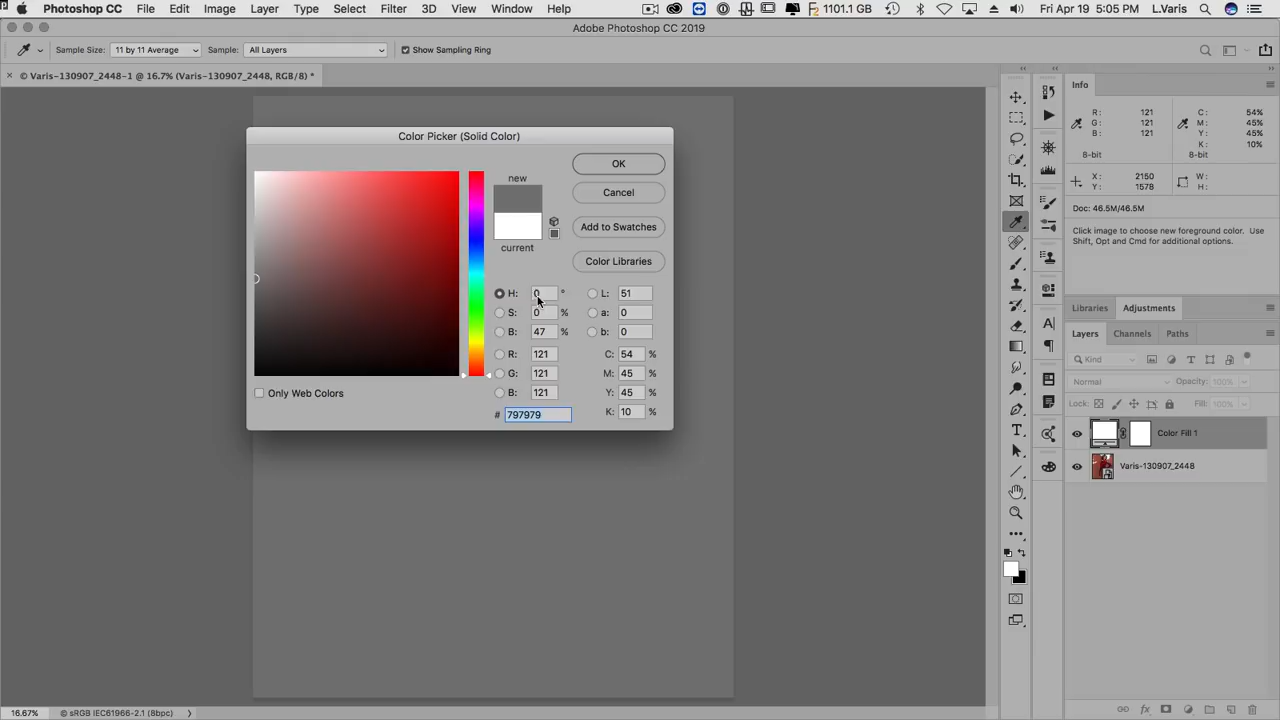 Photoshop CC File Edit Image Layer Type Select Filter 3D View Window Help 1101.1 GB Fri Apr 19 5:05 PM L.Varis
Adobe Photoshop CC 2019
Sample Size: 11 by 11 Average Sample: All Layers Show Sampling Ring
© Varis-130907_2448-1 @ 16.7% (Varis-130907_2448, RGB/8) *
Color Picker (Solid Color)
new
current
OK
Cancel
Add to Swatches
Color Libraries
H: 0 ° L: 51
S: 0 % a: 0
B: 47 % b: 0
R: 121 C: 54 %
G: 121 M: 45 %
B: 121 Y: 45 %
# 797979 K: 10 %
Only Web Colors
Info
R: 121 C: 54%
G: 121 M: 45%
B: 121 Y: 45%
K: 10%
8-bit 8-bit
X: 2150 W:
Y: 1578 H:
Doc: 46.5M/46.5M
Click image to choose new foreground color. Use
Shift, Opt and Cmd for additional options.
Libraries Adjustments
Layers Channels Paths
Kind
Normal Opacity: 100%
Lock: Fill: 100%
Color Fill 1
Varis-130907_2448
16.67% © sRGB IEC61966-2.1 (8bpc)